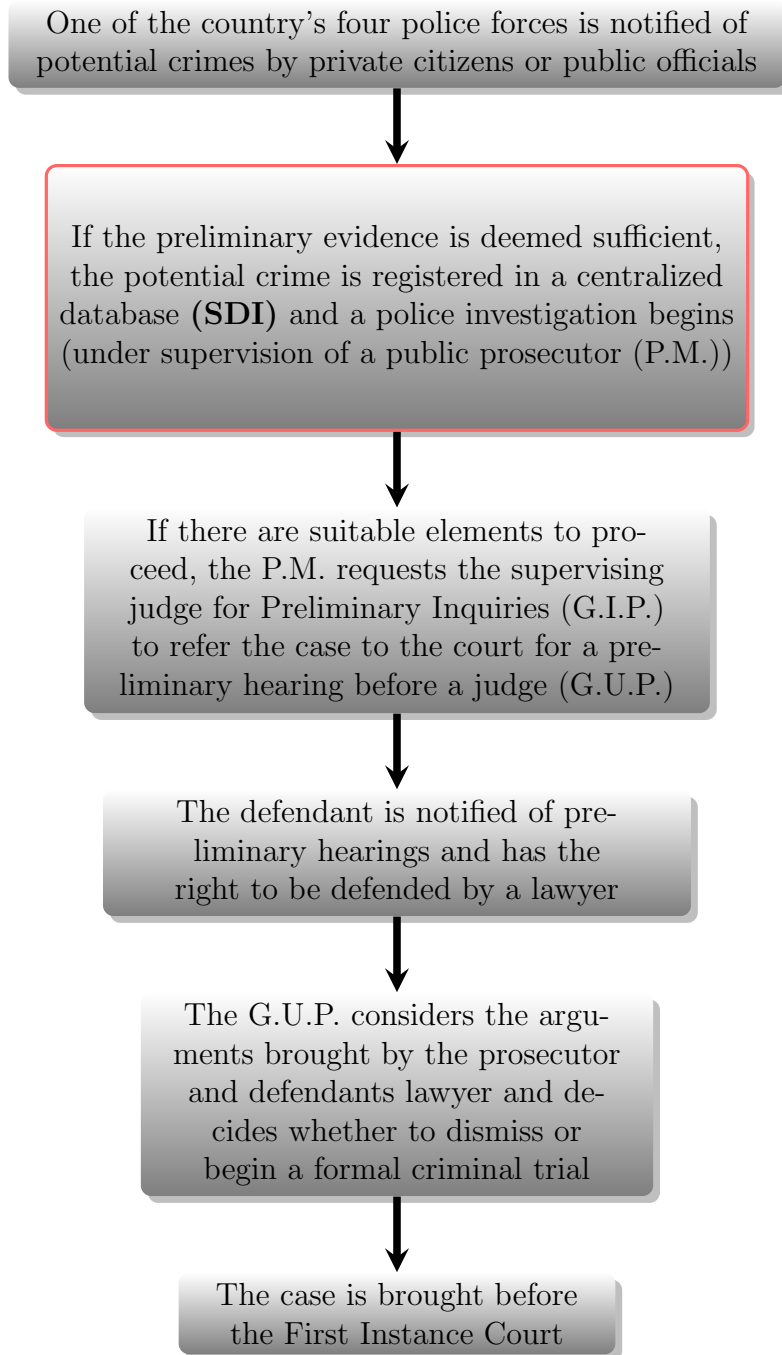 One of the country's four police forces is notified of
potential crimes by private citizens or public officials
If the preliminary evidence is deemed sufficient,
the potential crime is registered in a centralized
database (SDI) and a police investigation begins
(under supervision of a public prosecutor (P.M.))
If there are suitable elements to pro-
ceed, the P.M. requests the supervising
judge for Preliminary Inquiries (G.I.P.)
to refer the case to the court for a pre-
liminary hearing before a judge (G.U.P.)
The defendant is notified of pre-
liminary hearings and has the
right to be defended by a lawyer
The G.U.P. considers the argu-
ments brought by the prosecutor
and defendants lawyer and de-
cides whether to dismiss or
begin a formal criminal trial
The case is brought before
the First Instance Court